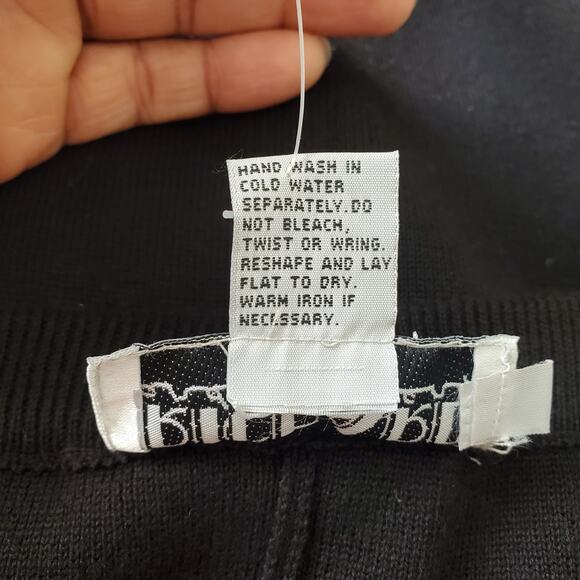 HAND WASH IN
COLD WATER
SEPARATELY.DO
NOT BLEACH,
TWIST OR WRING.
RESHAPE AND LAY
FLAT TO DRY.
WARM IRON IF
NECESSARY.